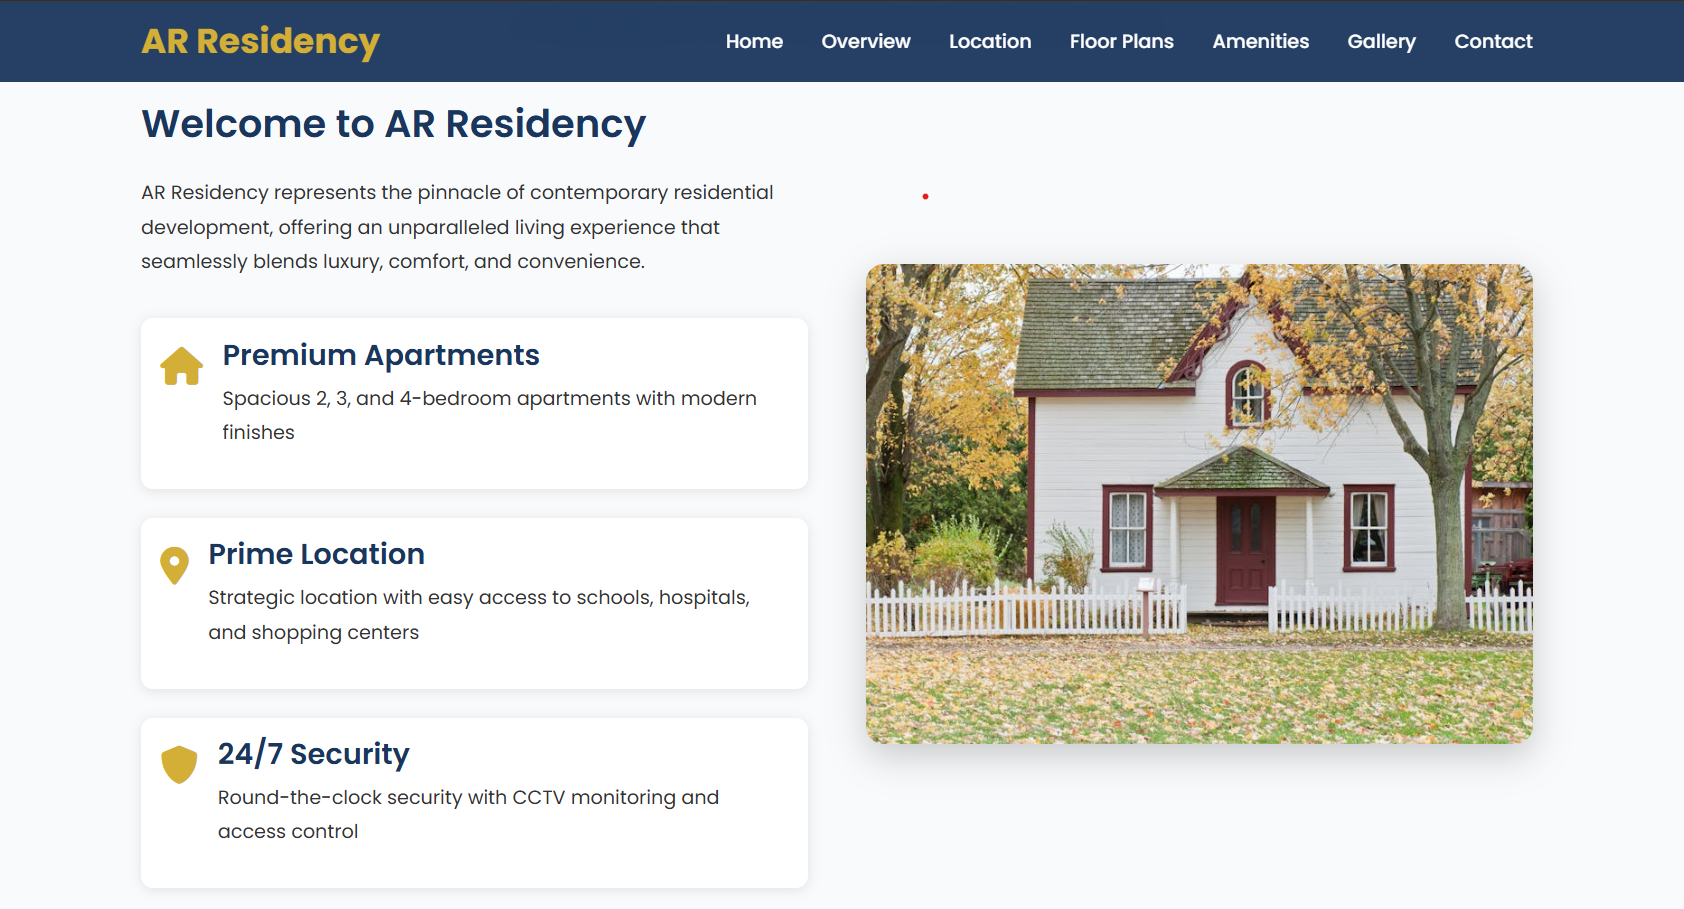 AR Residency
Home Overview Location Floor Plans Amenities Gallery Contact
Welcome to AR Residency
AR Residency represents the pinnacle of contemporary residential
development, offering an unparalleled living experience that
seamlessly blends luxury, comfort, and convenience.
Premium Apartments
Spacious 2, 3, and 4-bedroom apartments with modern
finishes
Prime Location
Strategic location with easy access to schools, hospitals,
and shopping centers
24/7 Security
Round-the-clock security with CCTV monitoring and
access control